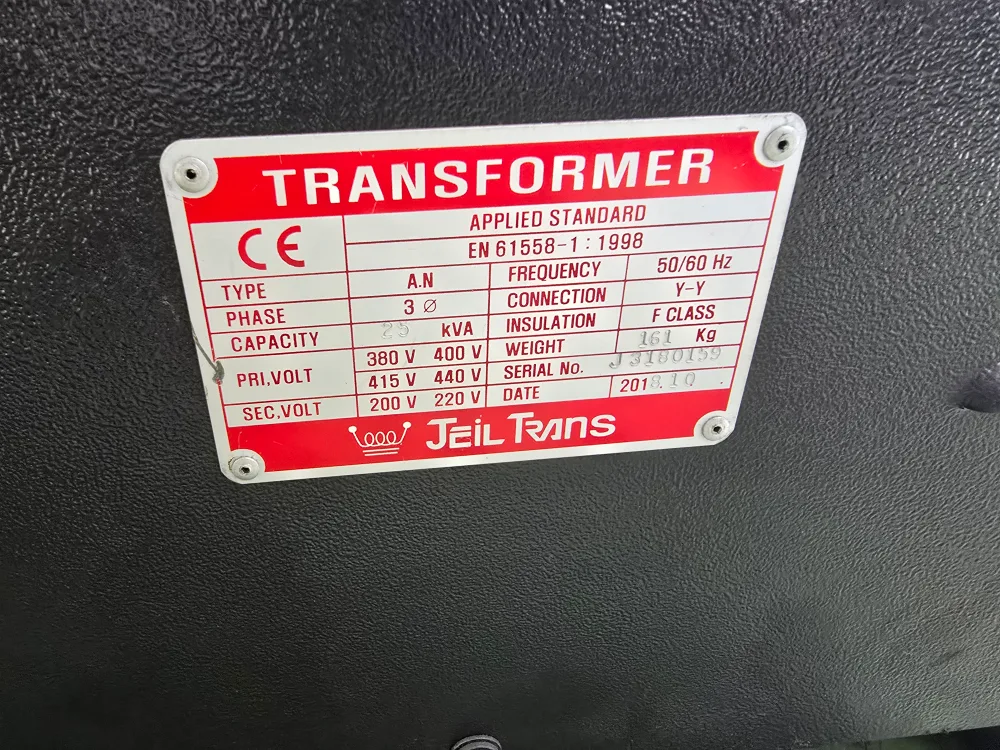 TRANSFORMER
CE
APPLIED STANDARD
EN 61558-1 : 1998
TYPE A.N FREQUENCY 50/60 Hz
PHASE 3 Ø CONNECTION Y-Y
CAPACITY 25 kVA INSULATION F CLASS
PRI,VOLT 380 V 400 V WEIGHT 161 Kg
415 V 440 V SERIAL No. J3180159
SEC,VOLT 200 V 220 V DATE 2018.10
JEIL TRANS